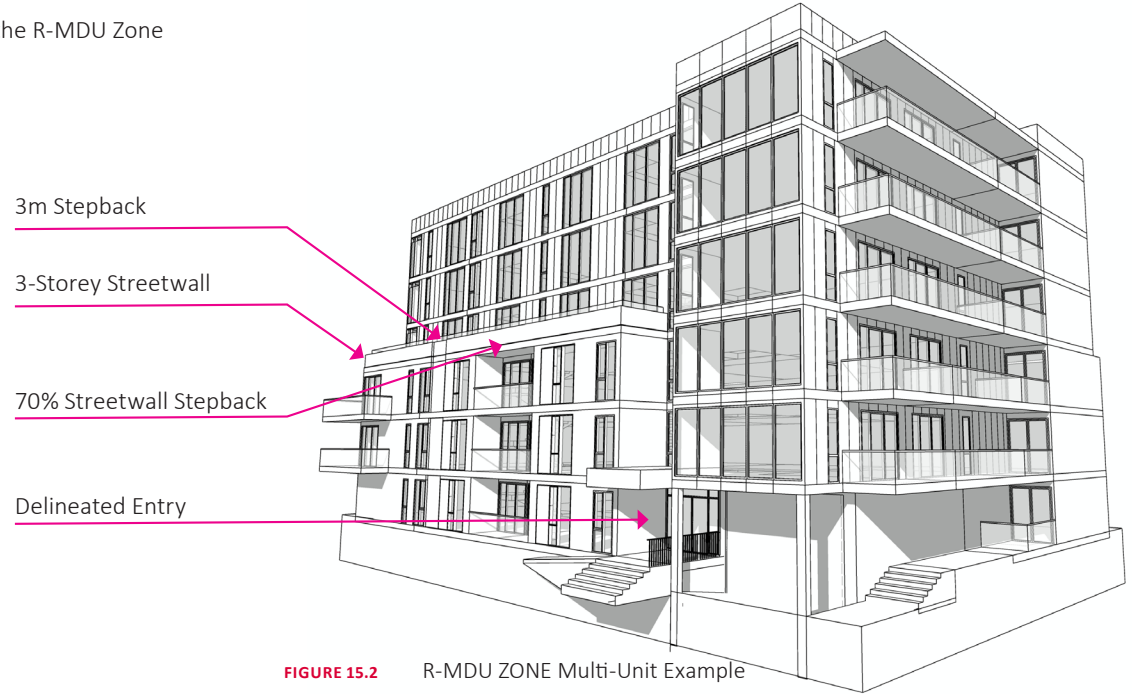 he R-MDU Zone
3m Stepback
3-Storey Streetwall
70% Streetwall Stepback
Delineated Entry
FIGURE 15.2 R-MDU ZONE Multi-Unit Example